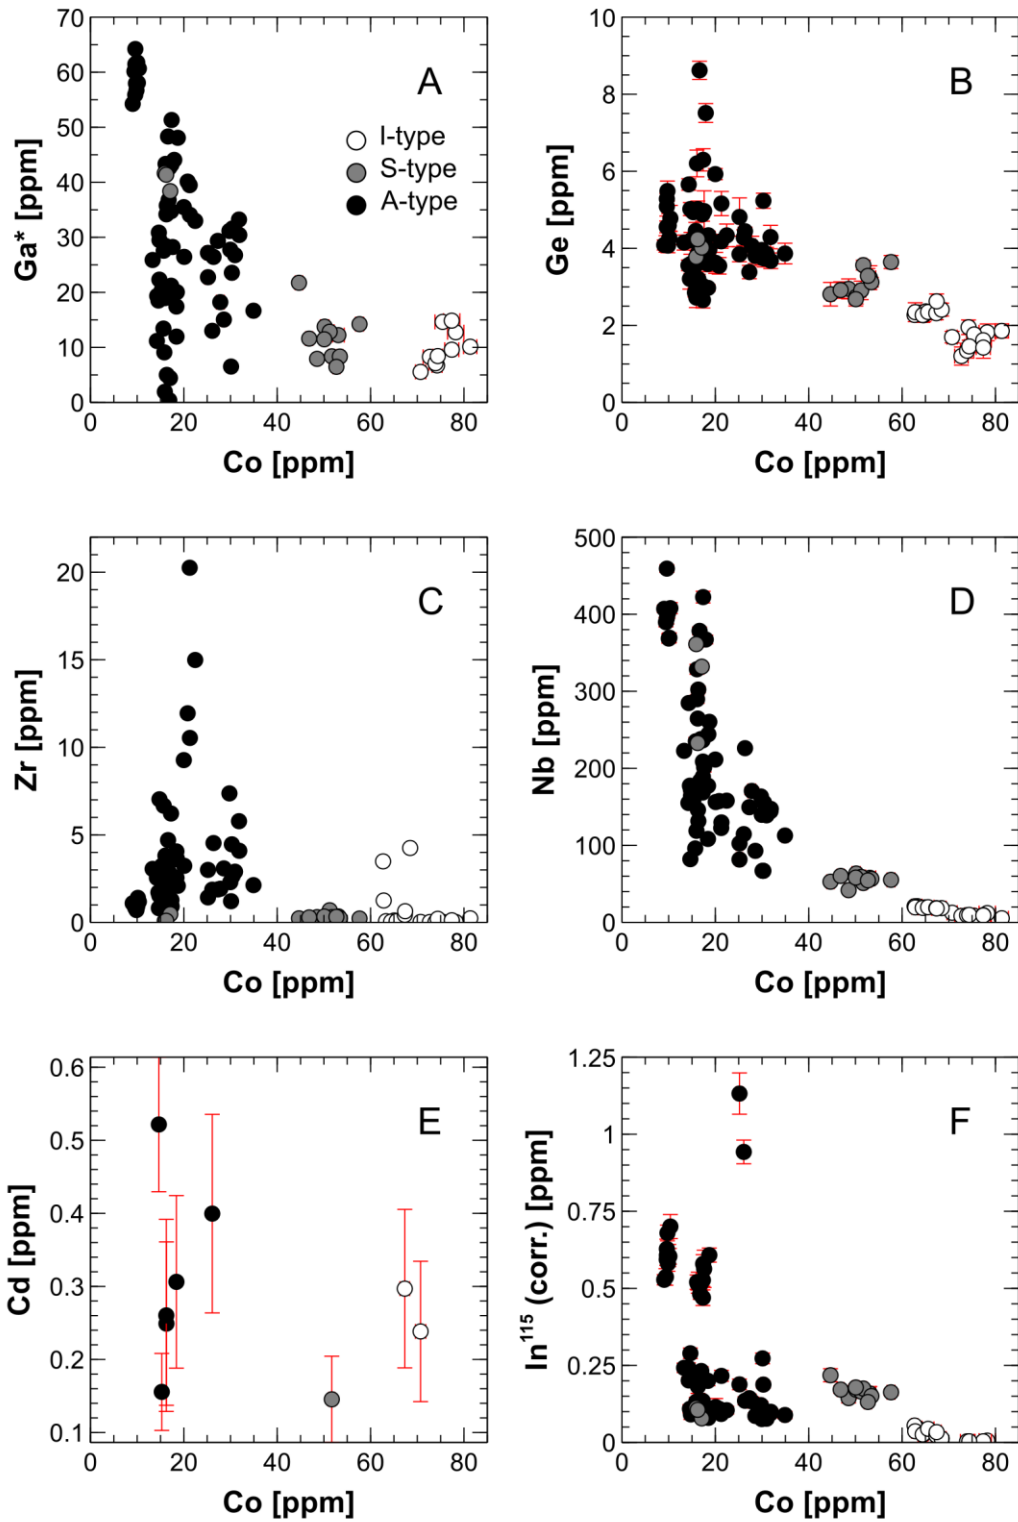 70
60
50
40
30
20
10
0
Ga* [ppm]
A
I-type
S-type
A-type
0 20 40 60 80
Co [ppm]
10
8
6
4
2
0
Ge [ppm]
B
0 20 40 60 80
Co [ppm]
20
15
10
5
0
Zr [ppm]
C
0 20 40 60 80
Co [ppm]
500
400
300
200
100
0
Nb [ppm]
D
0 20 40 60 80
Co [ppm]
0.6
0.5
0.4
0.3
0.2
0.1
Cd [ppm]
E
0 20 40 60 80
Co [ppm]
1.25
1
0.75
0.5
0.25
0
In¹¹⁵ (corr.) [ppm]
F
0 20 40 60 80
Co [ppm]